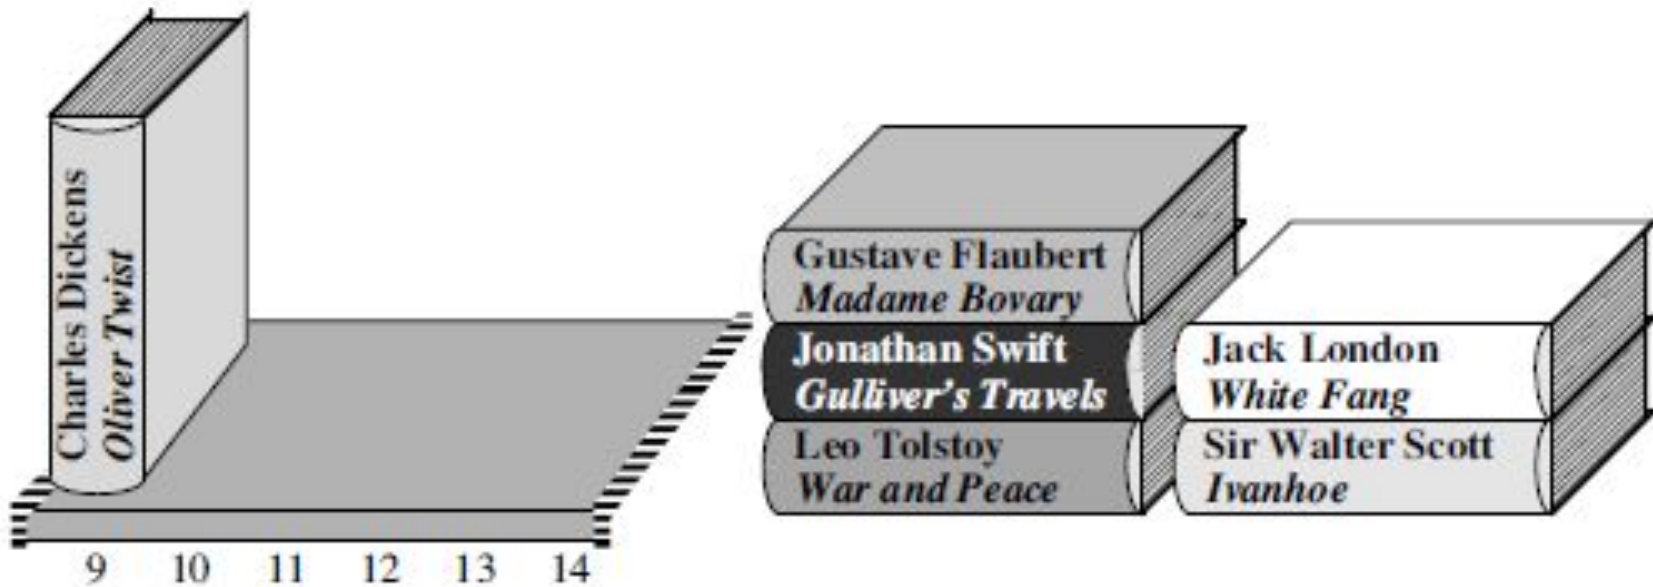 Charles Dickens
Oliver Twist
Gustave Flaubert
Madame Bovary
Jonathan Swift
Gulliver's Travels
Leo Tolstoy
War and Peace
Jack London
White Fang
Sir Walter Scott
Ivanhoe
9 10 11 12 13 14